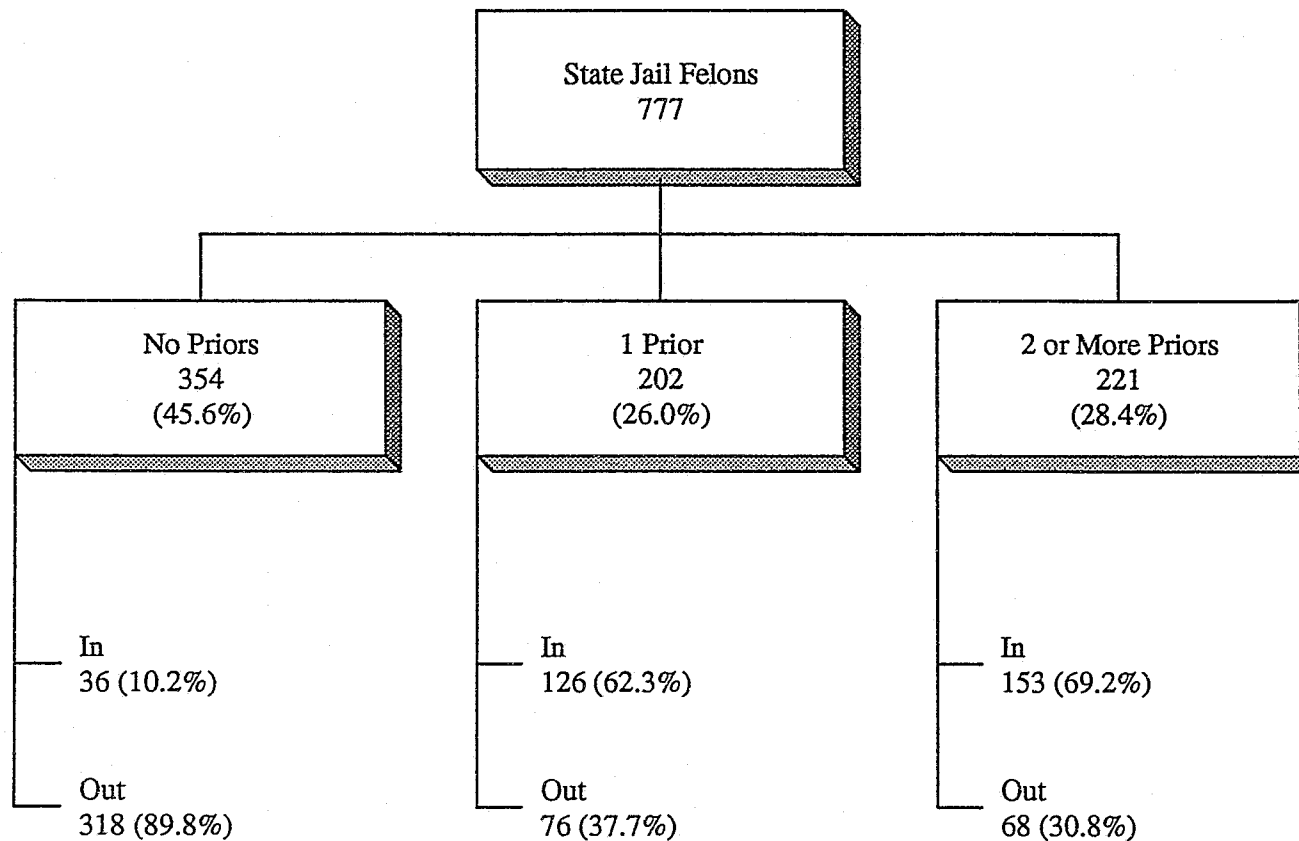 State Jail Felons
777
No Priors
354
(45.6%)
1 Prior
202
(26.0%)
2 or More Priors
221
(28.4%)
In
36 (10.2%)
Out
318 (89.8%)
In
126 (62.3%)
Out
76 (37.7%)
In
153 (69.2%)
Out
68 (30.8%)